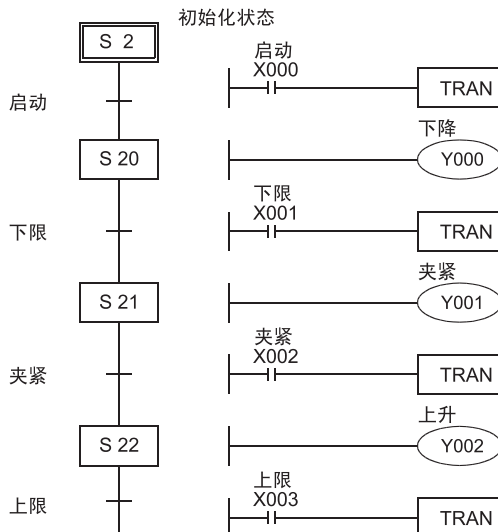 初始化状态
S 2
启动
X000
TRAN
启动
下降
S 20
Y000
下限
X001
TRAN
下限
夹紧
S 21
Y001
夹紧
X002
TRAN
夹紧
上升
S 22
Y002
上限
X003
TRAN
上限